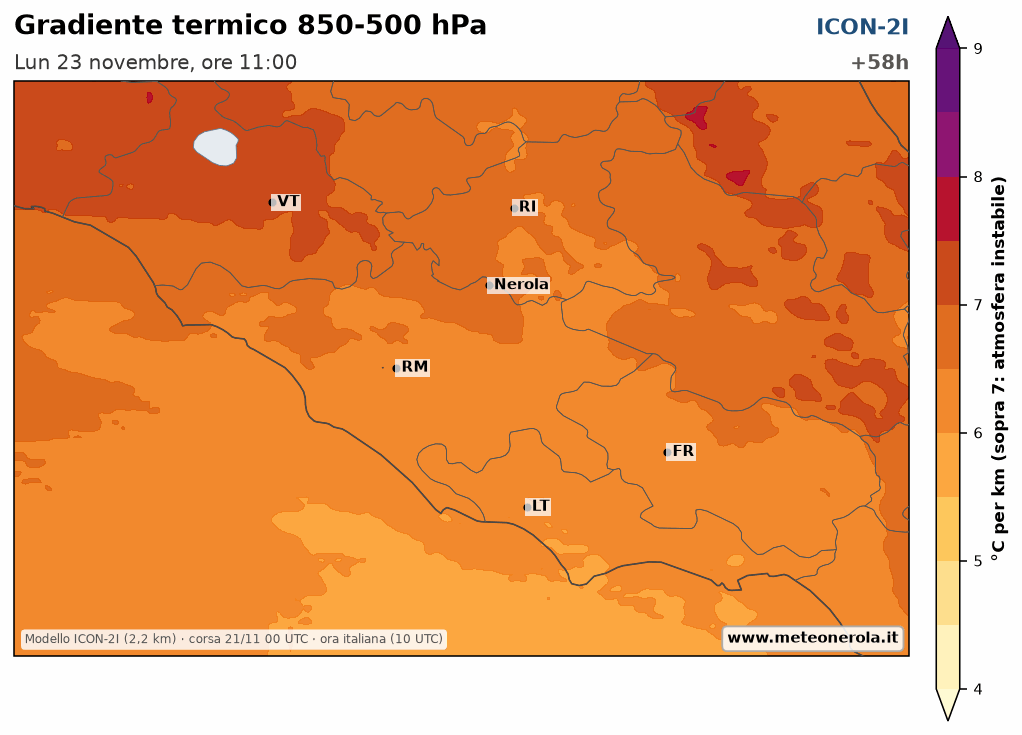 Gradiente termico 850-500 hPa
ICON-2I
Lun 23 novembre, ore 11:00
+58h
VT
RI
Nerola
RM
FR
LT
Modello ICON-2I (2,2 km) · corsa 21/11 00 UTC · ora italiana (10 UTC)
www.meteonerola.it
9
8
7
6
5
4
°C per km (sopra 7: atmosfera instabile)